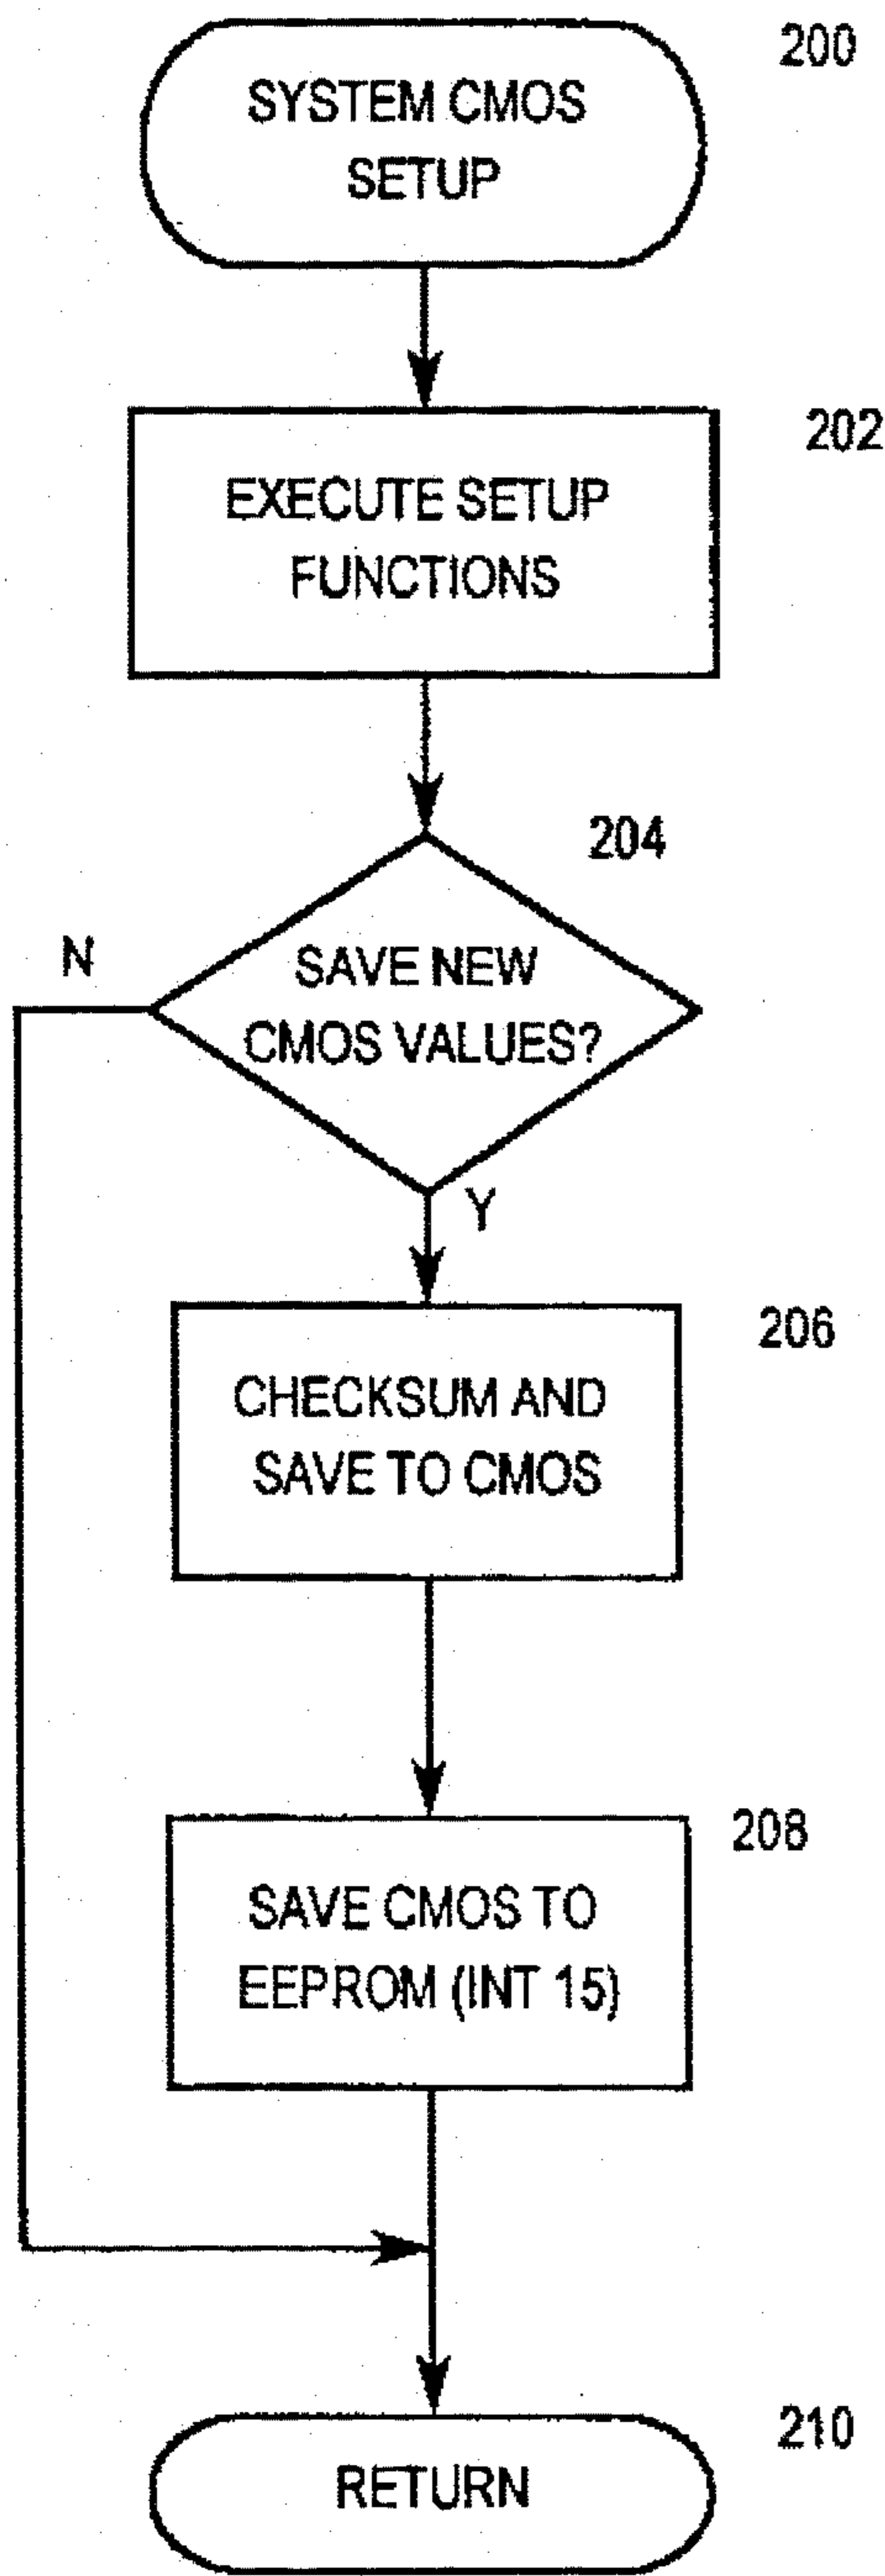 200
SYSTEM CMOS
SETUP
202
EXECUTE SETUP
FUNCTIONS
204
N
SAVE NEW
CMOS VALUES?
Y
206
CHECKSUM AND
SAVE TO CMOS
208
SAVE CMOS TO
EEPROM (INT 15)
210
RETURN